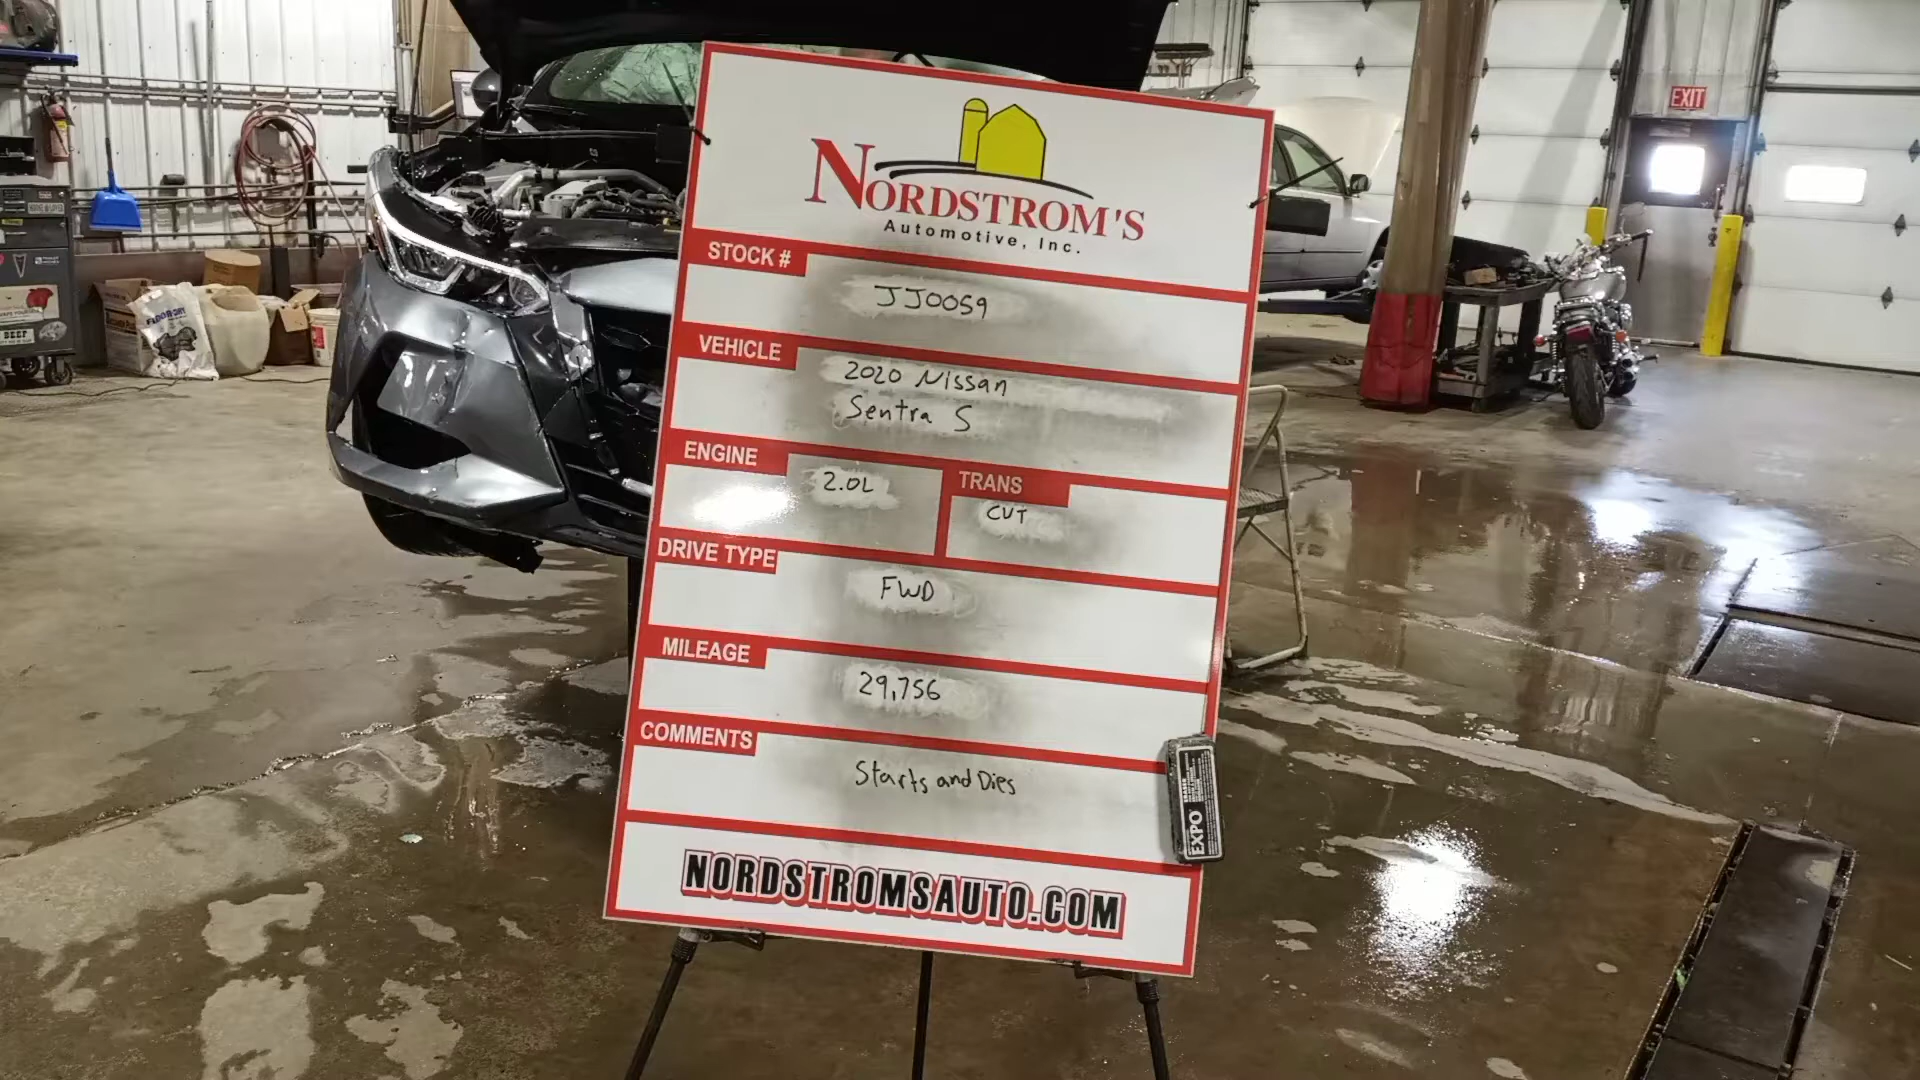 NORDSTROM'S
Automotive, Inc.
STOCK #
JJ0059
VEHICLE
2020 Nissan
Sentra S
ENGINE
2.0L
TRANS
CVT
DRIVE TYPE
FWD
MILEAGE
29,756
COMMENTS
Starts and Dies
EXPO
NORDSTROMSAUTO.COM
EXIT
BEEF